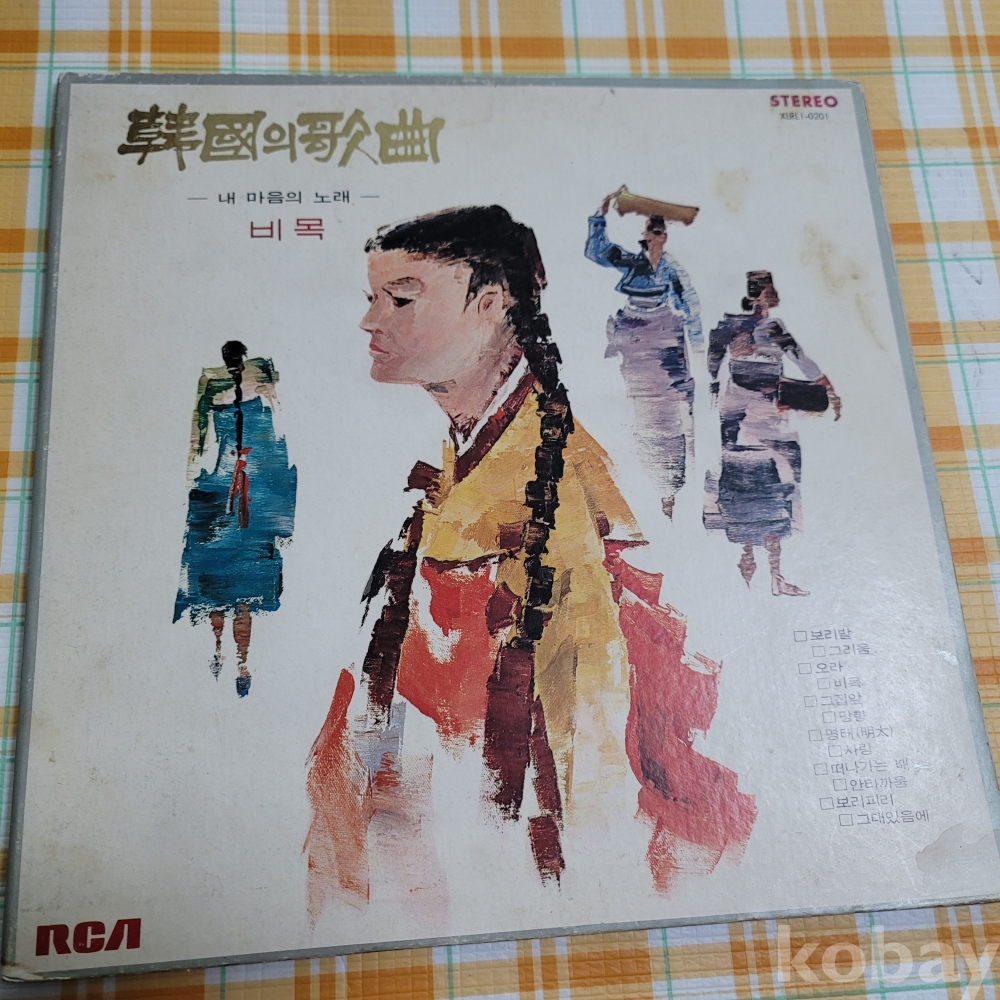 韓國의歌曲
— 내 마음의 노래 —
비목
STEREO
XLRL1-0201
□보리밭
□그리움
□오라
□비목
□그집앞
□망향
□명태(明太)
□사랑
□떠나가는 배
□안타까움
□보리피리
□그대있음에
RCA
kobay